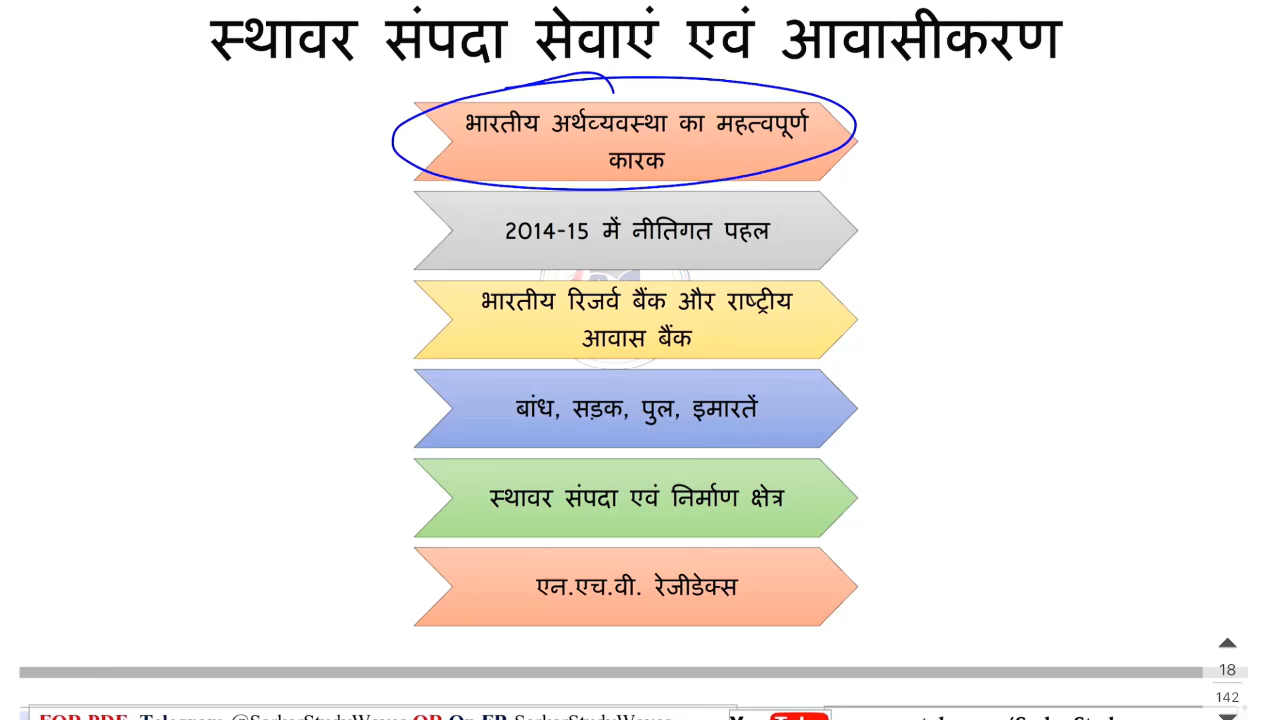 स्थावर संपदा सेवाएं एवं आवासीकरण
भारतीय अर्थव्यवस्था का महत्वपूर्ण
कारक
2014-15 में नीतिगत पहल
भारतीय रिजर्व बैंक और राष्ट्रीय
आवास बैंक
बांध, सड़क, पुल, इमारतें
स्थावर संपदा एवं निर्माण क्षेत्र
एन.एच.वी. रेजीडेक्स
18
142